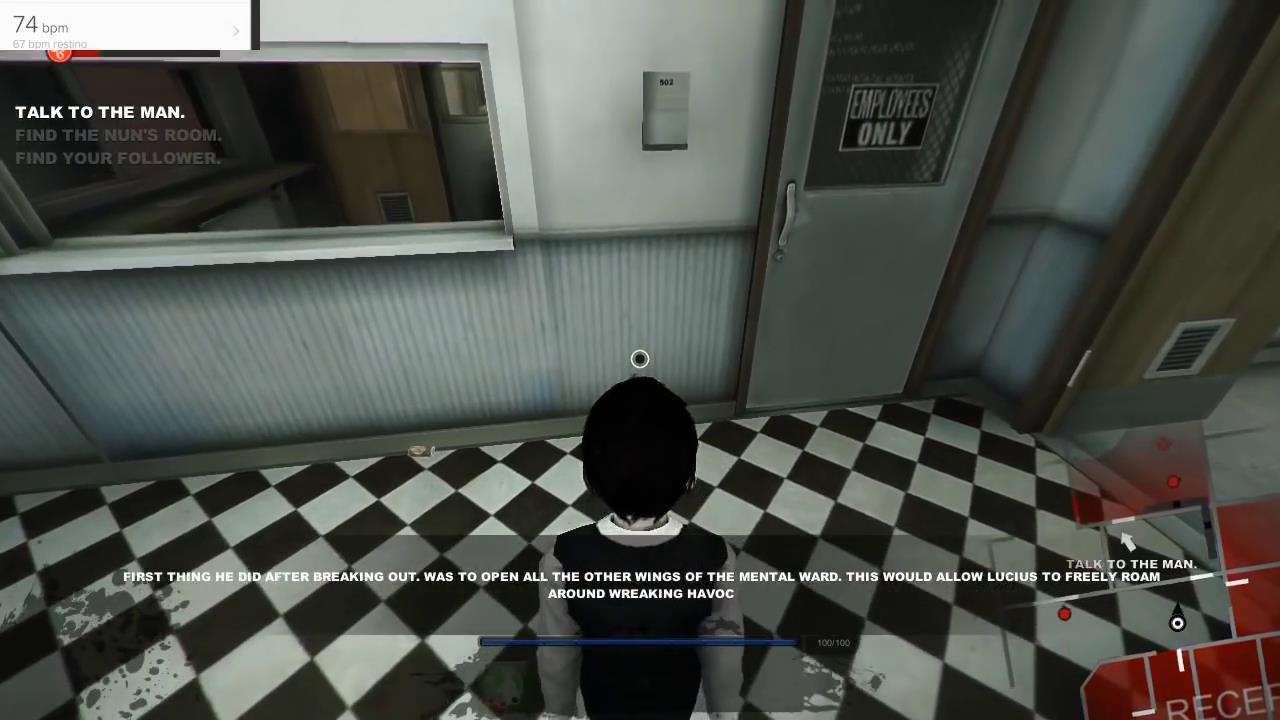 74 bpm
67 bpm resting
TALK TO THE MAN.
FIND THE NUN'S ROOM.
FIND YOUR FOLLOWER.
502
EMPLOYEES
ONLY
TALK TO THE MAN.
FIRST THING HE DID AFTER BREAKING OUT. WAS TO OPEN ALL THE OTHER WINGS OF THE MENTAL WARD. THIS WOULD ALLOW LUCIUS TO FREELY ROAM
AROUND WREAKING HAVOC
100/100
RECEP